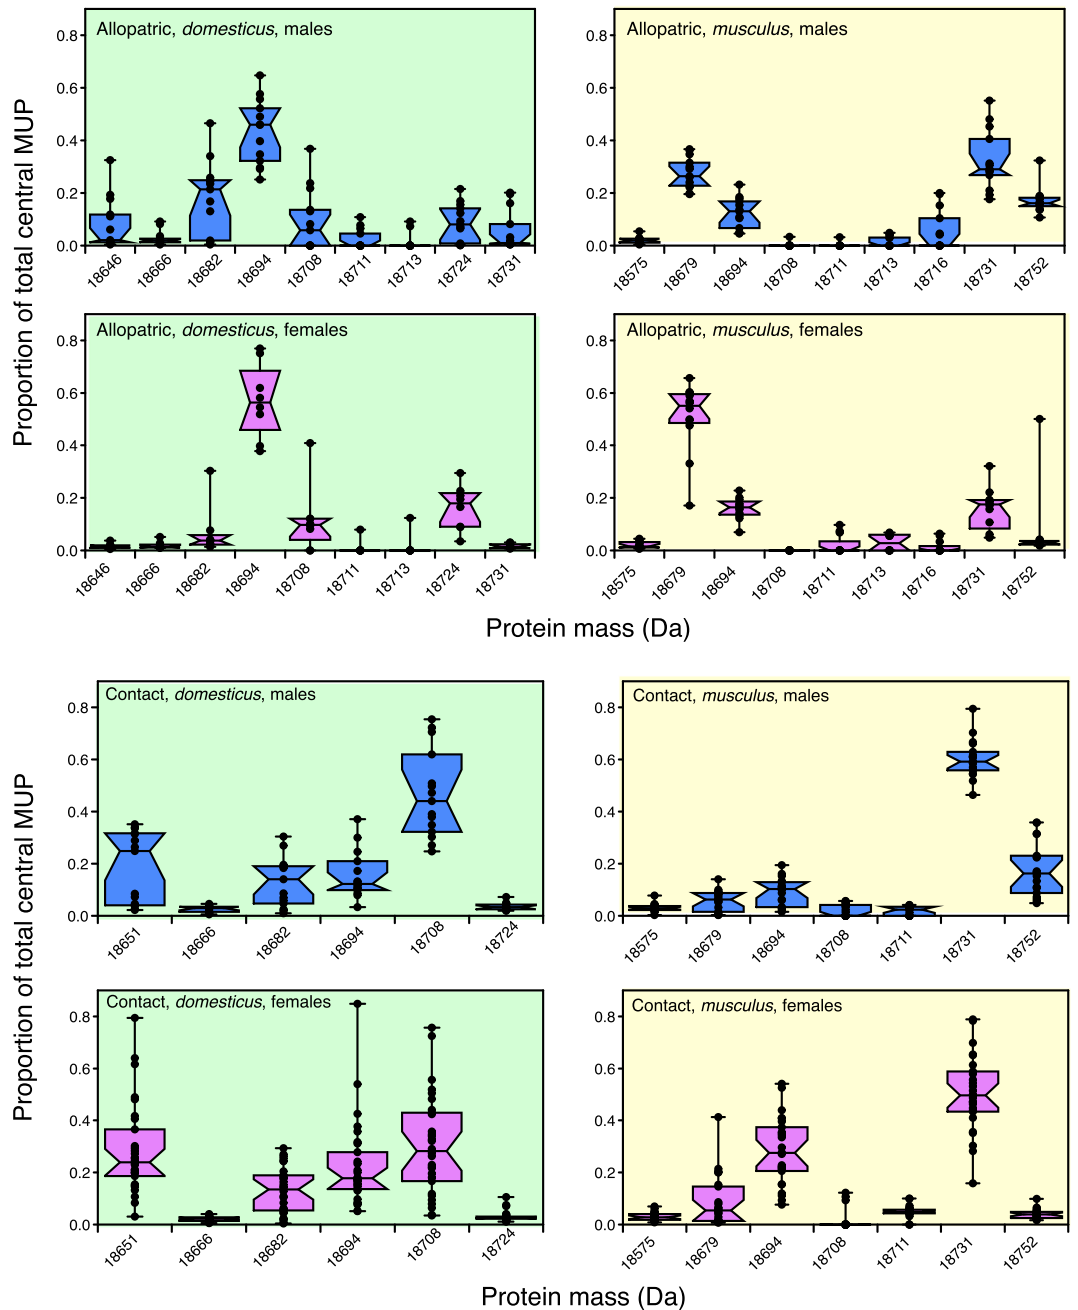 Proportion of total central MUP
Allopatric, domesticus, males
0.8
0.6
0.4
0.2
0.0
18646 18666 18682 18694 18708 18711 18713 18724 18731
Allopatric, musculus, males
0.8
0.6
0.4
0.2
0.0
18575 18679 18694 18708 18711 18713 18716 18731 18752
Allopatric, domesticus, females
0.8
0.6
0.4
0.2
0.0
18646 18666 18682 18694 18708 18711 18713 18724 18731
Allopatric, musculus, females
0.8
0.6
0.4
0.2
0.0
18575 18679 18694 18708 18711 18713 18716 18731 18752
Protein mass (Da)
Proportion of total central MUP
Contact, domesticus, males
0.8
0.6
0.4
0.2
0.0
18651 18666 18682 18694 18708 18724
Contact, musculus, males
0.8
0.6
0.4
0.2
0.0
18575 18679 18694 18708 18711 18731 18752
Contact, domesticus, females
0.8
0.6
0.4
0.2
0.0
18651 18666 18682 18694 18708 18724
Contact, musculus, females
0.8
0.6
0.4
0.2
0.0
18575 18679 18694 18708 18711 18731 18752
Protein mass (Da)